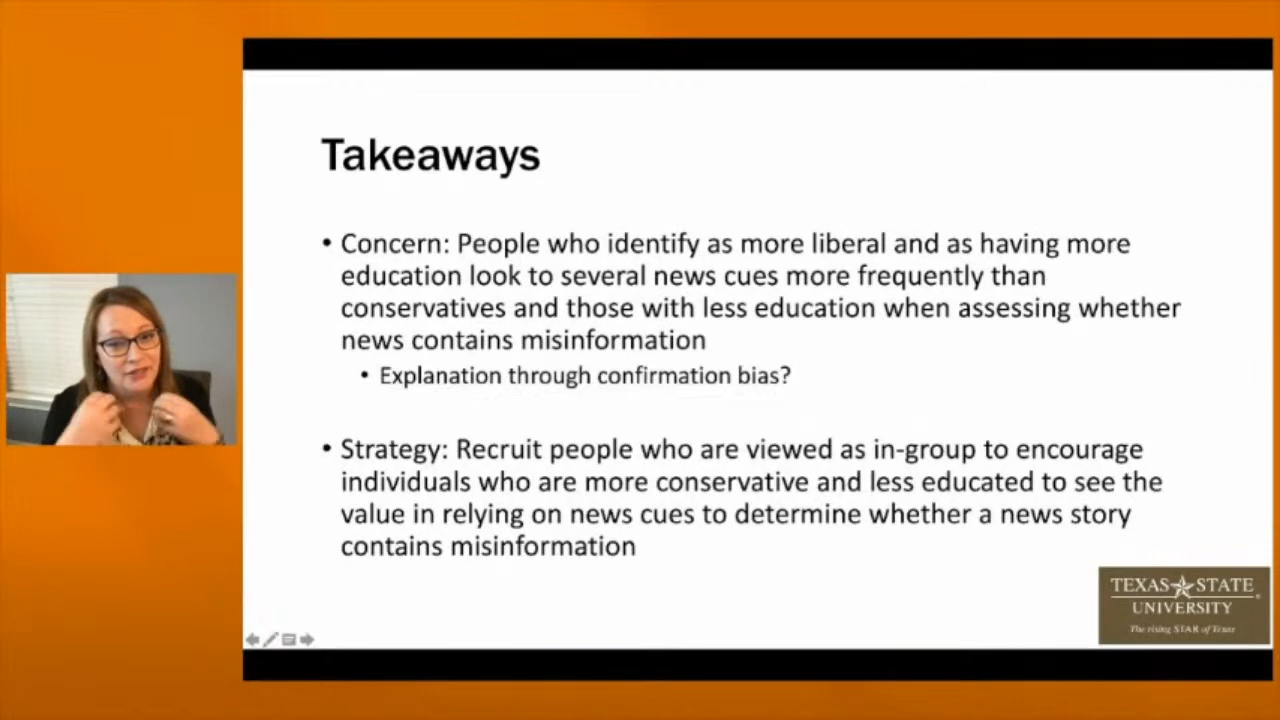 Takeaways
• Concern: People who identify as more liberal and as having more
education look to several news cues more frequently than
conservatives and those with less education when assessing whether
news contains misinformation
• Explanation through confirmation bias?
• Strategy: Recruit people who are viewed as in-group to encourage
individuals who are more conservative and less educated to see the
value in relying on news cues to determine whether a news story
contains misinformation
TEXAS STATE
UNIVERSITY
The rising STAR of Texas